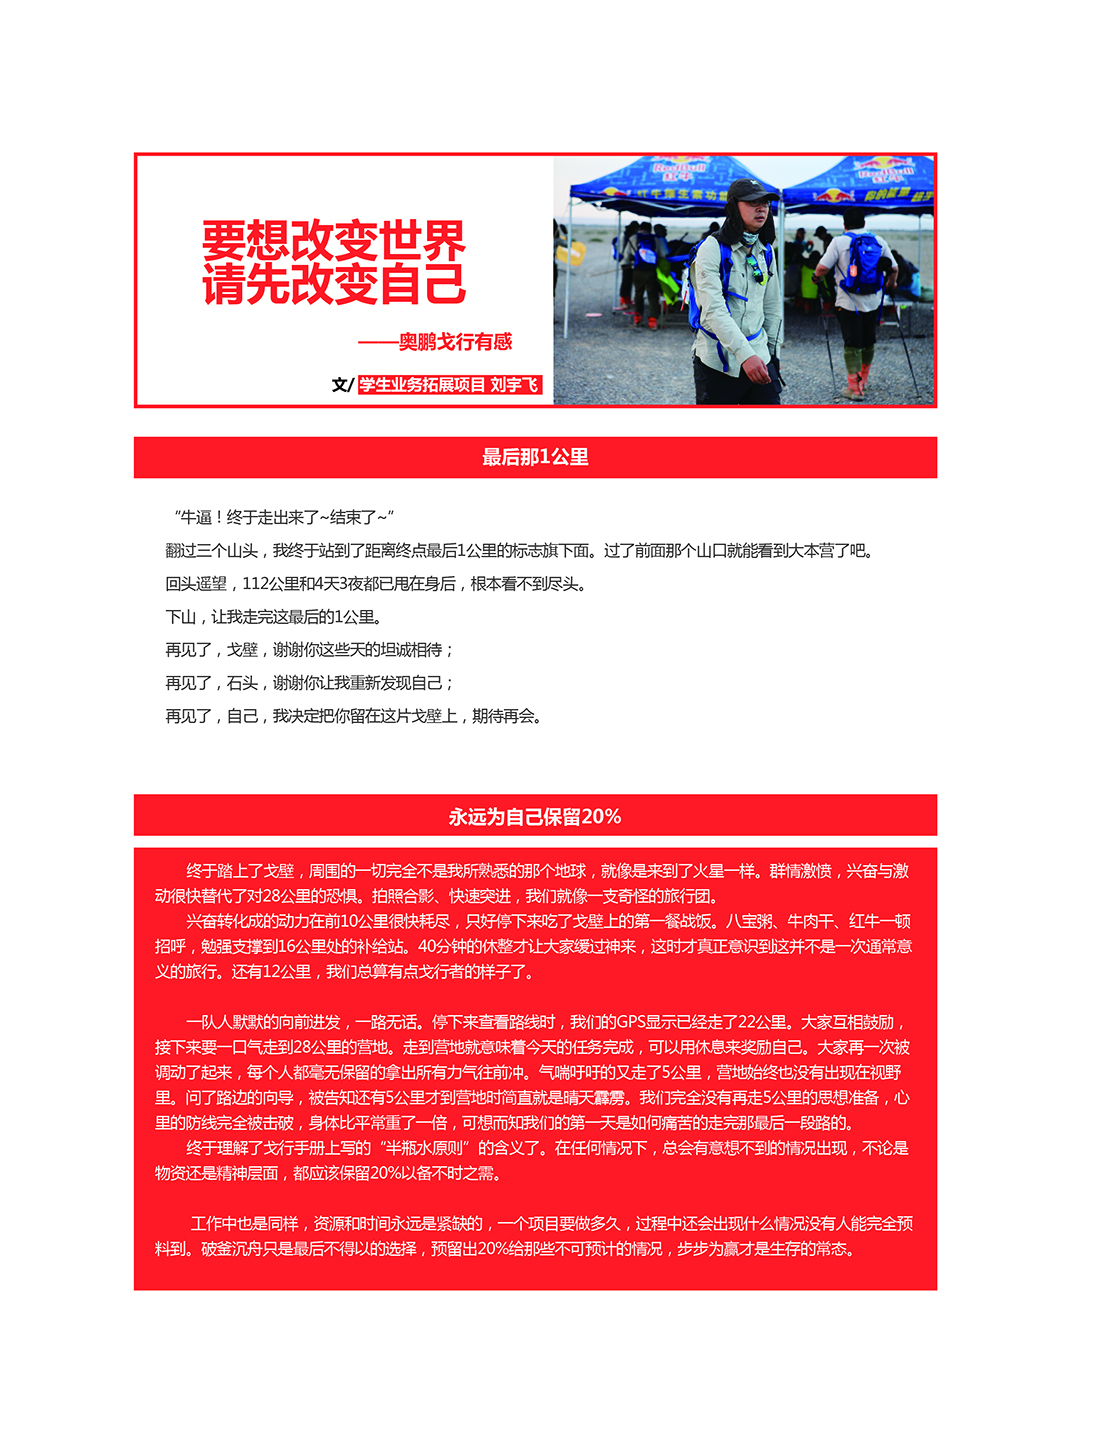 要想改变世界
请先改变自己
——奥鹏戈行有感
文/ 学生业务拓展项目 刘宇飞
RedBull
红牛
RedBull
红牛
红牛维生素功能
你的能量
最后那1公里
“牛逼！终于走出来了~结束了~”
翻过三个山头，我终于站到了距离终点最后1公里的标志旗下面。过了前面那个山口就能看到大本营了吧。
回头遥望，112公里和4天3夜都已甩在身后，根本看不到尽头。
下山，让我走完这最后的1公里。
再见了，戈壁，谢谢你这些天的坦诚相待；
再见了，石头，谢谢你让我重新发现自己；
再见了，自己，我决定把你留在这片戈壁上，期待再会。
永远为自己保留20%
终于踏上了戈壁，周围的一切完全不是我所熟悉的那个地球，就像是来到了火星一样。群情激愤，兴奋与激
动很快替代了对28公里的恐惧。拍照合影、快速突进，我们就像一支奇怪的旅行团。
兴奋转化成的动力在前10公里很快耗尽，只好停下来吃了戈壁上的第一餐战饭。八宝粥、牛肉干、红牛一顿
招呼，勉强支撑到16公里处的补给站。40分钟的休整才让大家缓过神来，这时才真正意识到这并不是一次通常意
义的旅行。还有12公里，我们总算有点戈行者的样子了。
一队人默默的向前进发，一路无话。停下来查看路线时，我们的GPS显示已经走了22公里。大家互相鼓励，
接下来要一口气走到28公里的营地。走到营地就意味着今天的任务完成，可以用休息来奖励自己。大家再一次被
调动了起来，每个人都毫无保留的拿出所有力气往前冲。气喘吁吁的又走了5公里，营地始终也没有出现在视野
里。问了路边的向导，被告知还有5公里才到营地时简直就是晴天霹雳。我们完全没有再走5公里的思想准备，心
里的防线完全被击破，身体比平常重了一倍，可想而知我们的第一天是如何痛苦的走完那最后一段路的。
终于理解了戈行手册上写的“半瓶水原则”的含义了。在任何情况下，总会有意想不到的情况出现，不论是
物资还是精神层面，都应该保留20%以备不时之需。
工作中也是同样，资源和时间永远是紧缺的，一个项目要做多久，过程中还会出现什么情况没有人能完全预
料到。破釜沉舟只是最后不得以的选择，预留出20%给那些不可预计的情况，步步为赢才是生存的常态。